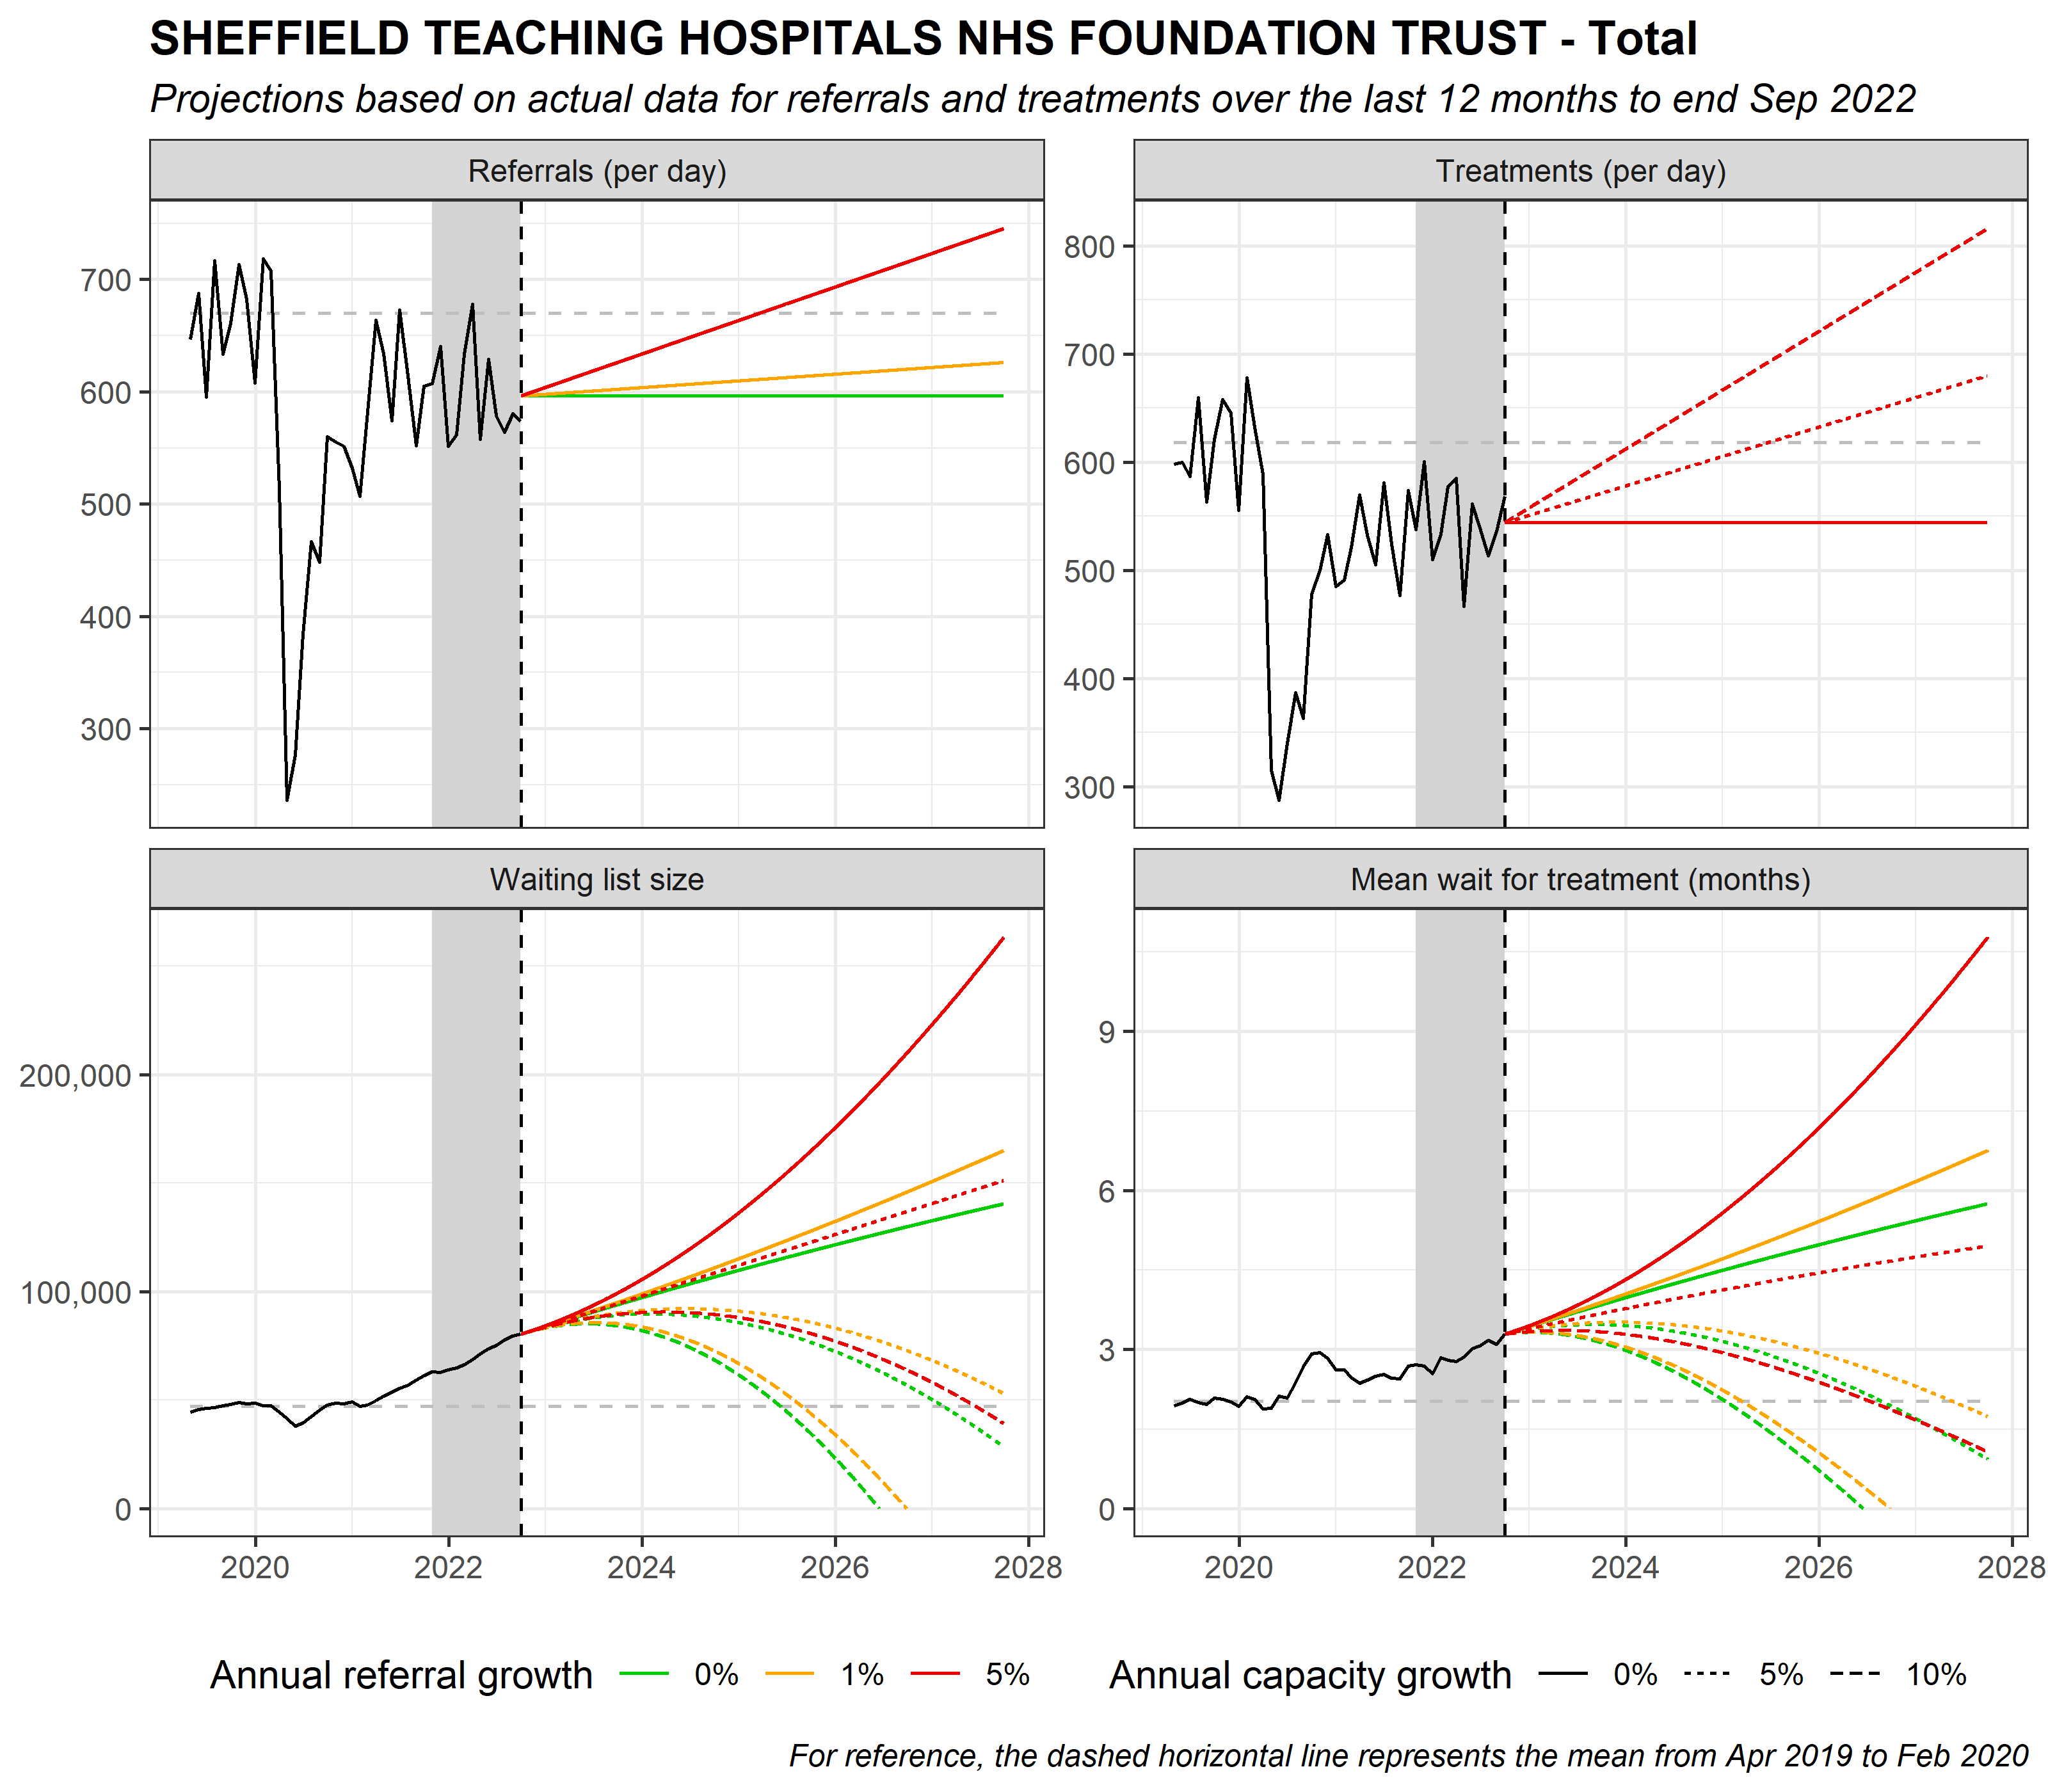 SHEFFIELD TEACHING HOSPITALS NHS FOUNDATION TRUST - Total
Projections based on actual data for referrals and treatments over the last 12 months to end Sep 2022
Referrals (per day)
700
600
500
400
300
Treatments (per day)
800
700
600
500
400
300
Waiting list size
200,000
100,000
0
2020 2022 2024 2026 2028
Mean wait for treatment (months)
9
6
3
0
2020 2022 2024 2026 2028
Annual referral growth 0% 1% 5%
Annual capacity growth 0% 5% 10%
For reference, the dashed horizontal line represents the mean from Apr 2019 to Feb 2020